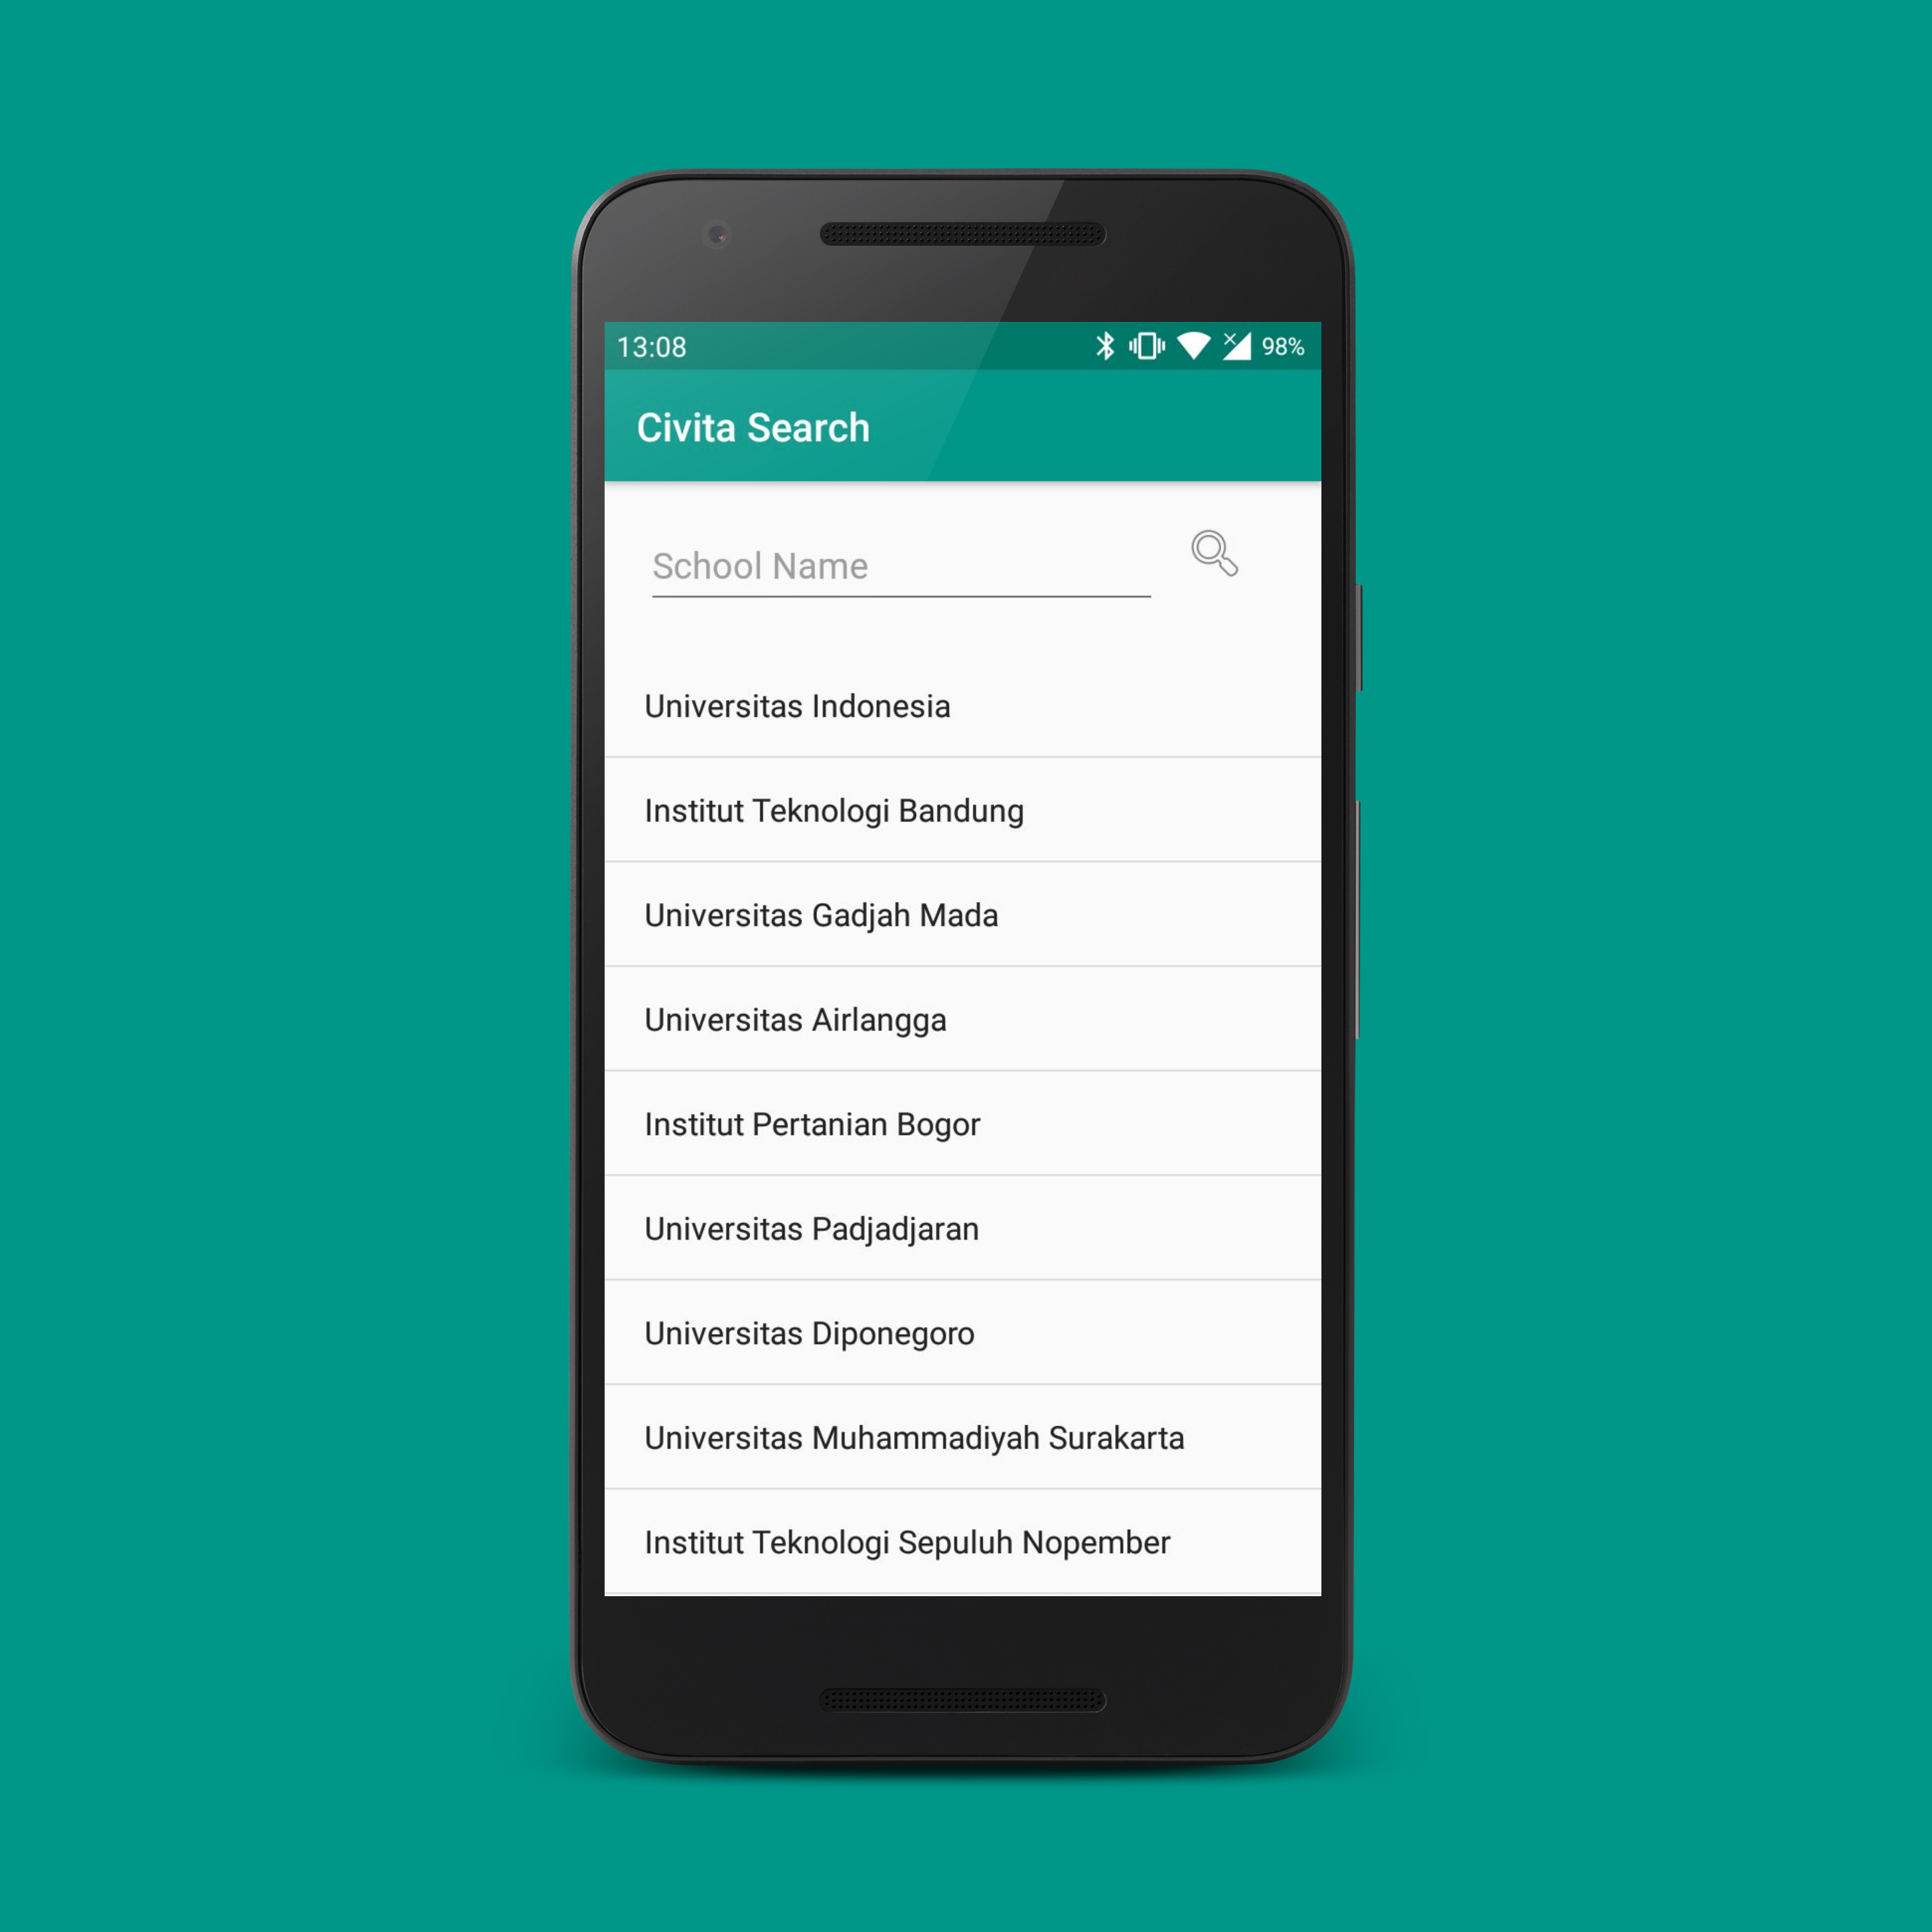 13:08 98%
Civita Search
School Name
Universitas Indonesia
Institut Teknologi Bandung
Universitas Gadjah Mada
Universitas Airlangga
Institut Pertanian Bogor
Universitas Padjadjaran
Universitas Diponegoro
Universitas Muhammadiyah Surakarta
Institut Teknologi Sepuluh Nopember